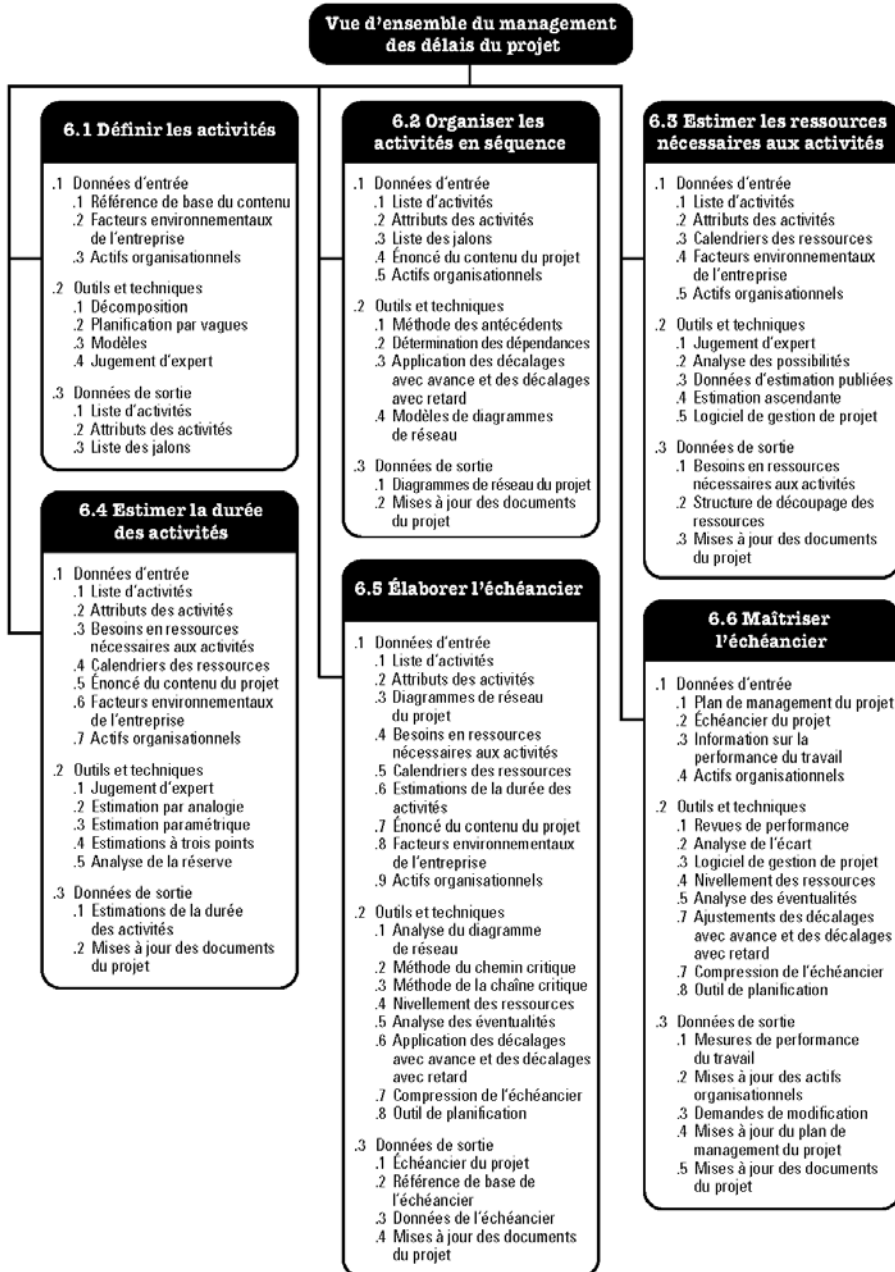 Vue d'ensemble du management
des délais du projet
6.1 Définir les activités
.1 Données d'entrée
.1 Référence de base du contenu
.2 Facteurs environnementaux
de l'entreprise
.3 Actifs organisationnels
.2 Outils et techniques
.1 Décomposition
.2 Planification par vagues
.3 Modèles
.4 Jugement d'expert
.3 Données de sortie
.1 Liste d'activités
.2 Attributs des activités
.3 Liste des jalons
6.2 Organiser les
activités en séquence
.1 Données d'entrée
.1 Liste d'activités
.2 Attributs des activités
.3 Liste des jalons
.4 Énoncé du contenu du projet
.5 Actifs organisationnels
.2 Outils et techniques
.1 Méthode des antécédents
.2 Détermination des dépendances
.3 Application des décalages
avec avance et des décalages
avec retard
.4 Modèles de diagrammes
de réseau
.3 Données de sortie
.1 Diagrammes de réseau du projet
.2 Mises à jour des documents
du projet
6.3 Estimer les ressources
nécessaires aux activités
.1 Données d'entrée
.1 Liste d'activités
.2 Attributs des activités
.3 Calendriers des ressources
.4 Facteurs environnementaux
de l'entreprise
.5 Actifs organisationnels
.2 Outils et techniques
.1 Jugement d'expert
.2 Analyse des possibilités
.3 Données d'estimation publiées
.4 Estimation ascendante
.5 Logiciel de gestion de projet
.3 Données de sortie
.1 Besoins en ressources
nécessaires aux activités
.2 Structure de découpage des
ressources
.3 Mises à jour des documents
du projet
6.4 Estimer la durée
des activités
.1 Données d'entrée
.1 Liste d'activités
.2 Attributs des activités
.3 Besoins en ressources
nécessaires aux activités
.4 Calendriers des ressources
.5 Énoncé du contenu du projet
.6 Facteurs environnementaux
de l'entreprise
.7 Actifs organisationnels
.2 Outils et techniques
.1 Jugement d'expert
.2 Estimation par analogie
.3 Estimation paramétrique
.4 Estimations à trois points
.5 Analyse de la réserve
.3 Données de sortie
.1 Estimations de la durée
des activités
.2 Mises à jour des documents
du projet
6.5 Élaborer l'échéancier
.1 Données d'entrée
.1 Liste d'activités
.2 Attributs des activités
.3 Diagrammes de réseau
du projet
.4 Besoins en ressources
nécessaires aux activités
.5 Calendriers des ressources
.6 Estimations de la durée des
activités
.7 Énoncé du contenu du projet
.8 Facteurs environnementaux
de l'entreprise
.9 Actifs organisationnels
.2 Outils et techniques
.1 Analyse du diagramme
de réseau
.2 Méthode du chemin critique
.3 Méthode de la chaîne critique
.4 Nivellement des ressources
.5 Analyse des éventualités
.6 Application des décalages
avec avance et des décalages
avec retard
.7 Compression de l'échéancier
.8 Outil de planification
.3 Données de sortie
.1 Échéancier du projet
.2 Référence de base de
l'échéancier
.3 Données de l'échéancier
.4 Mises à jour des documents
du projet
6.6 Maîtriser
l'échéancier
.1 Données d'entrée
.1 Plan de management du projet
.2 Échéancier du projet
.3 Information sur la
performance du travail
.4 Actifs organisationnels
.2 Outils et techniques
.1 Revues de performance
.2 Analyse de l'écart
.3 Logiciel de gestion de projet
.4 Nivellement des ressources
.5 Analyse des éventualités
.7 Ajustements des décalages
avec avance et des décalages
avec retard
.7 Compression de l'échéancier
.8 Outil de planification
.3 Données de sortie
.1 Mesures de performance
du travail
.2 Mises à jour des actifs
organisationnels
.3 Demandes de modification
.4 Mises à jour du plan de
management du projet
.5 Mises à jour des documents
du projet